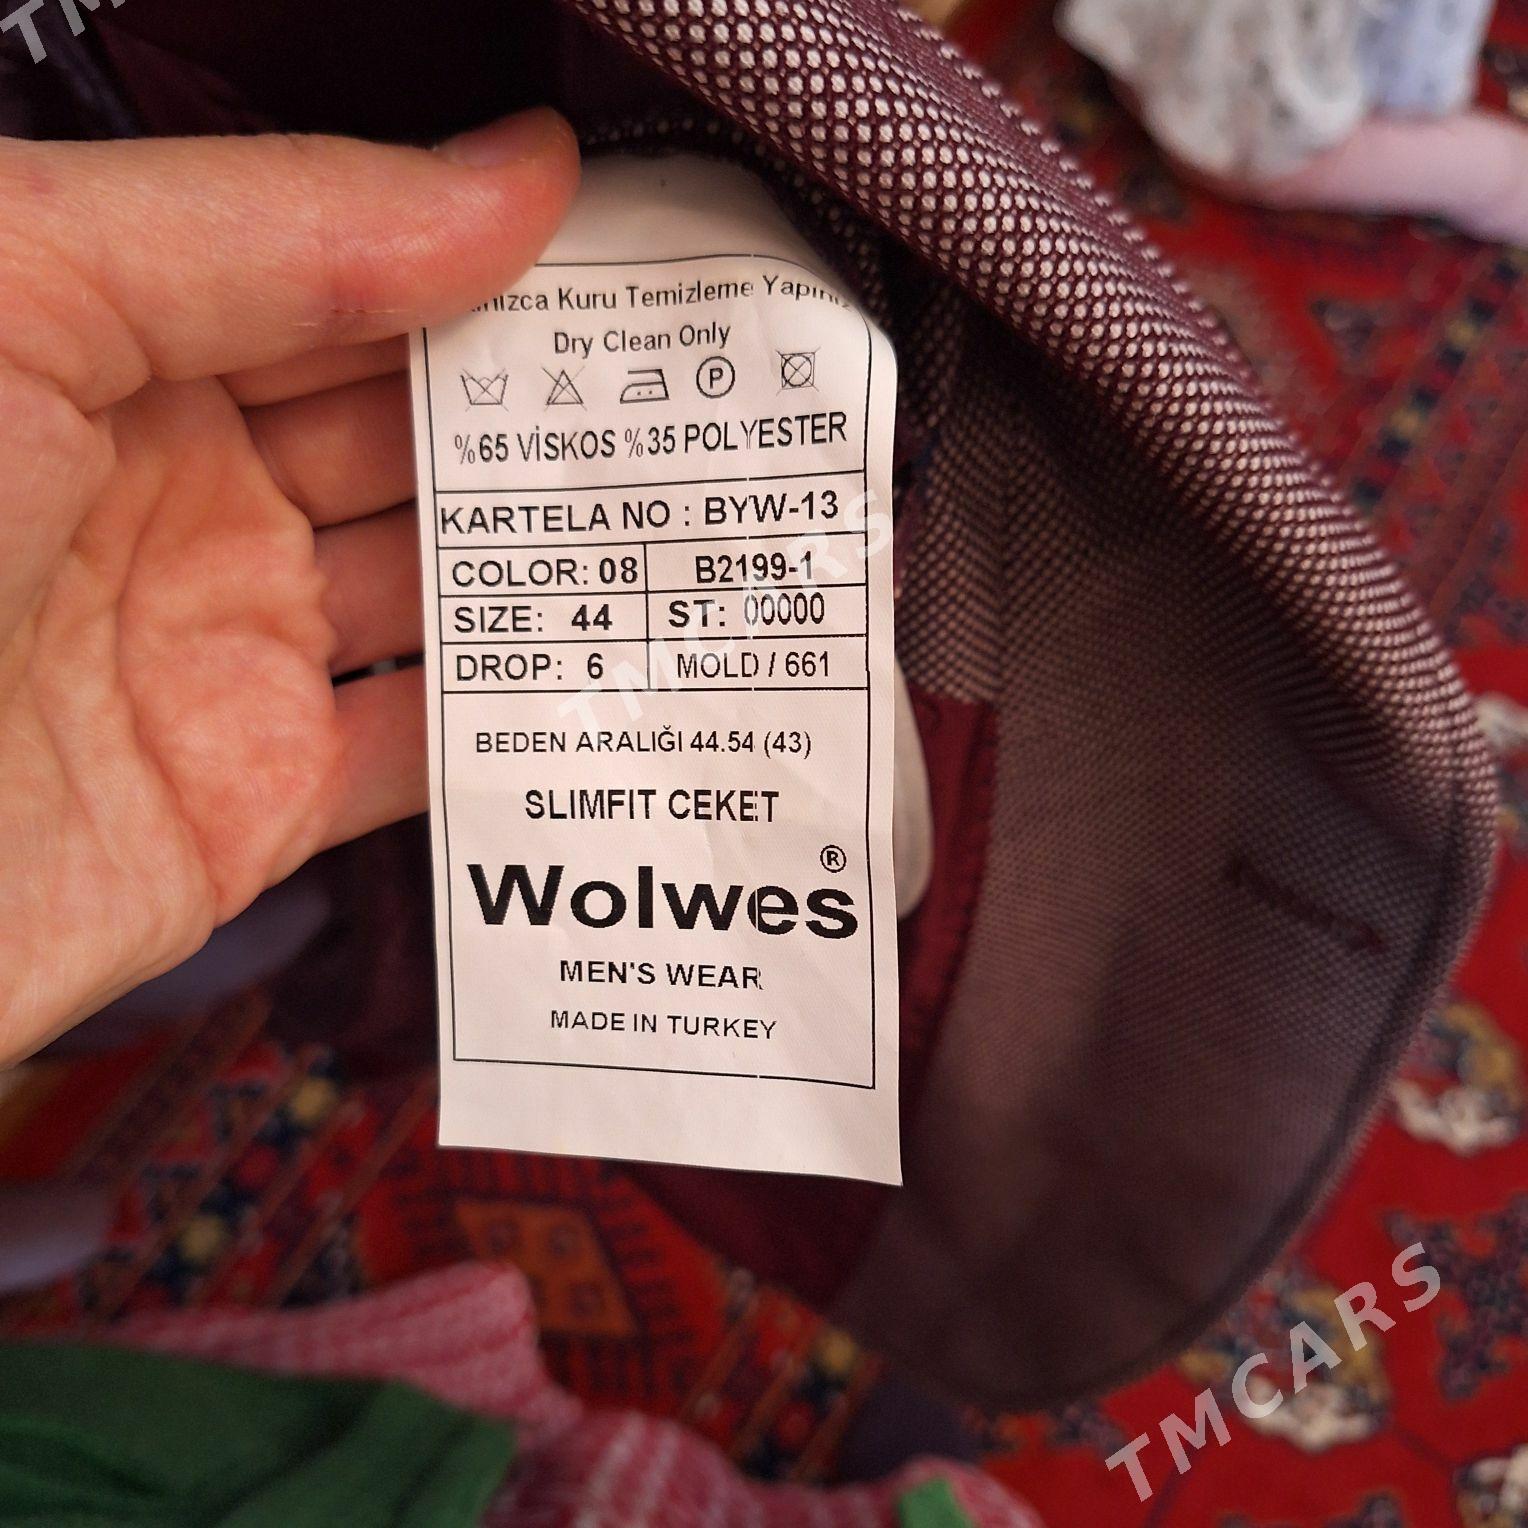 Kuru Temizleme
Dry Clean Only
P
%65 VİSKOS %35 POLYESTER
KARTELA NO : BYW-13
COLOR: 08 B2199-1
SIZE: 44 ST: 00000
DROP: 6 MOLD / 661
BEDEN ARALIĞI 44.54 (43)
SLIMFIT CEKET
Wolwes®
MEN'S WEAR
MADE IN TURKEY
TMCARS
TMCARS